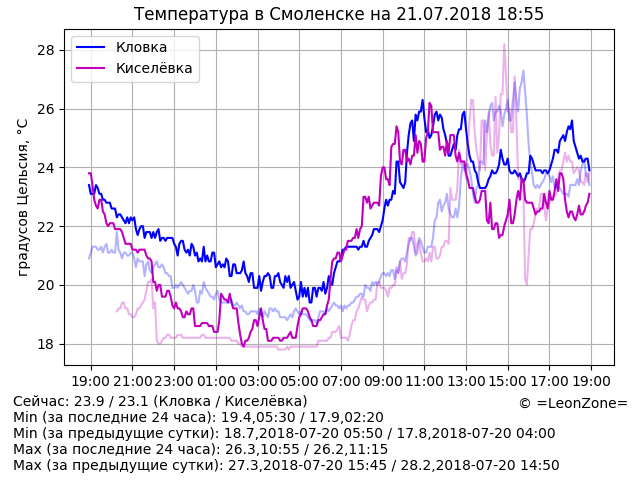 Температура в Смоленске на 21.07.2018 18:55
Кловка
Киселёвка
градусов Цельсия, °C
28
26
24
22
20
18
19:00 21:00 23:00 01:00 03:00 05:00 07:00 09:00 11:00 13:00 15:00 17:00 19:00
Сейчас: 23.9 / 23.1 (Кловка / Киселёвка)
© =LeonZone=
Min (за последние 24 часа): 19.4,05:30 / 17.9,02:20
Min (за предыдущие сутки): 18.7,2018-07-20 05:50 / 17.8,2018-07-20 04:00
Max (за последние 24 часа): 26.3,10:55 / 26.2,11:15
Max (за предыдущие сутки): 27.3,2018-07-20 15:45 / 28.2,2018-07-20 14:50